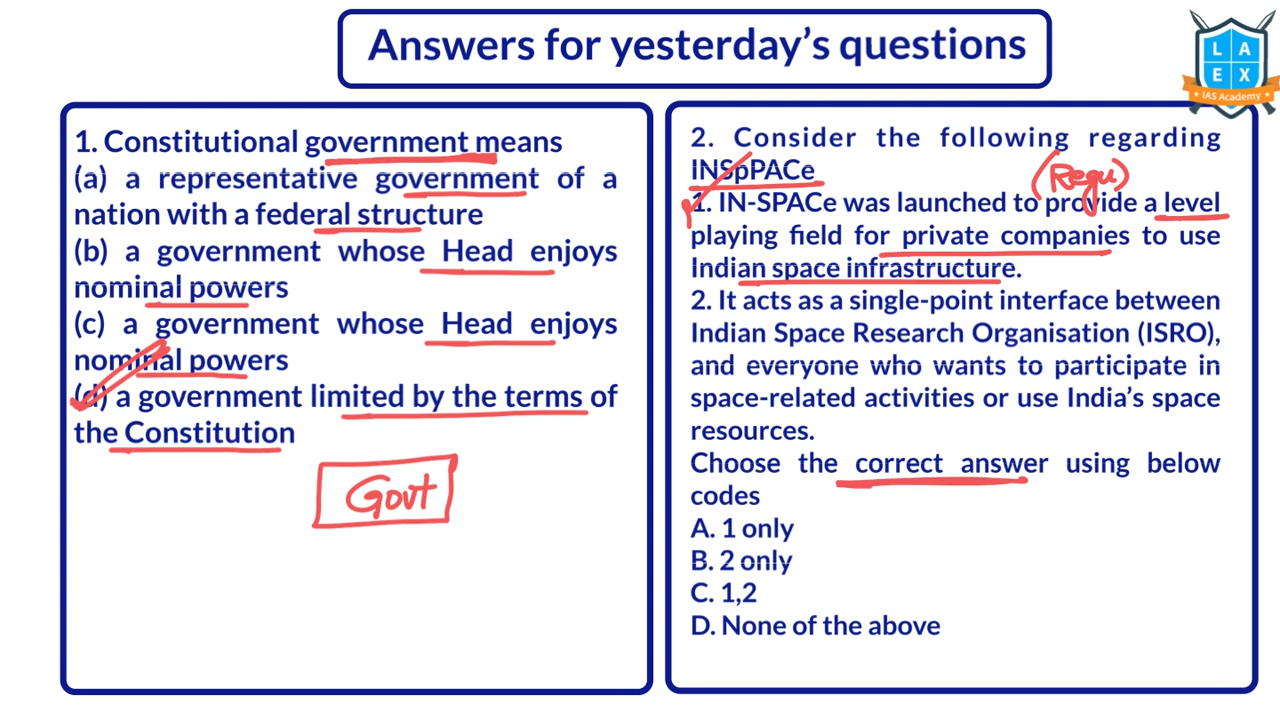 Answers for yesterday's questions
L A
E X
IAS Academy
1. Constitutional government means
(a) a representative government of a
nation with a federal structure
(b) a government whose Head enjoys
nominal powers
(c) a government whose Head enjoys
nominal powers
(d) a government limited by the terms of
the Constitution
Govt
2. Consider the following regarding
INSpPACe
(Regu)
1. IN-SPACe was launched to provide a level
playing field for private companies to use
Indian space infrastructure.
2. It acts as a single-point interface between
Indian Space Research Organisation (ISRO),
and everyone who wants to participate in
space-related activities or use India's space
resources.
Choose the correct answer using below
codes
A. 1 only
B. 2 only
C. 1,2
D. None of the above